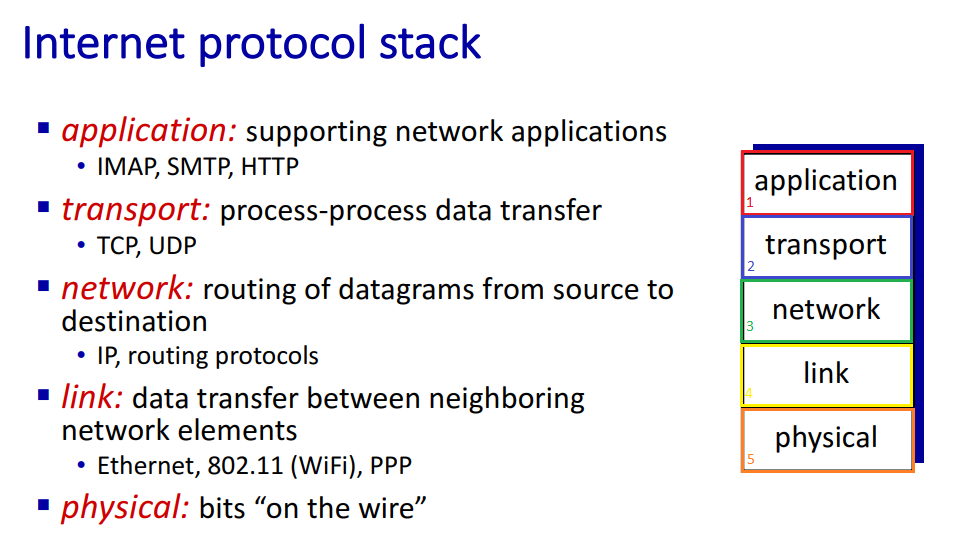 Internet protocol stack
application: supporting network applications
IMAP, SMTP, HTTP
transport: process-process data transfer
TCP, UDP
network: routing of datagrams from source to
destination
IP, routing protocols
link: data transfer between neighboring
network elements
Ethernet, 802.11 (WiFi), PPP
physical: bits “on the wire”
application
1
transport
2
network
3
link
4
physical
5